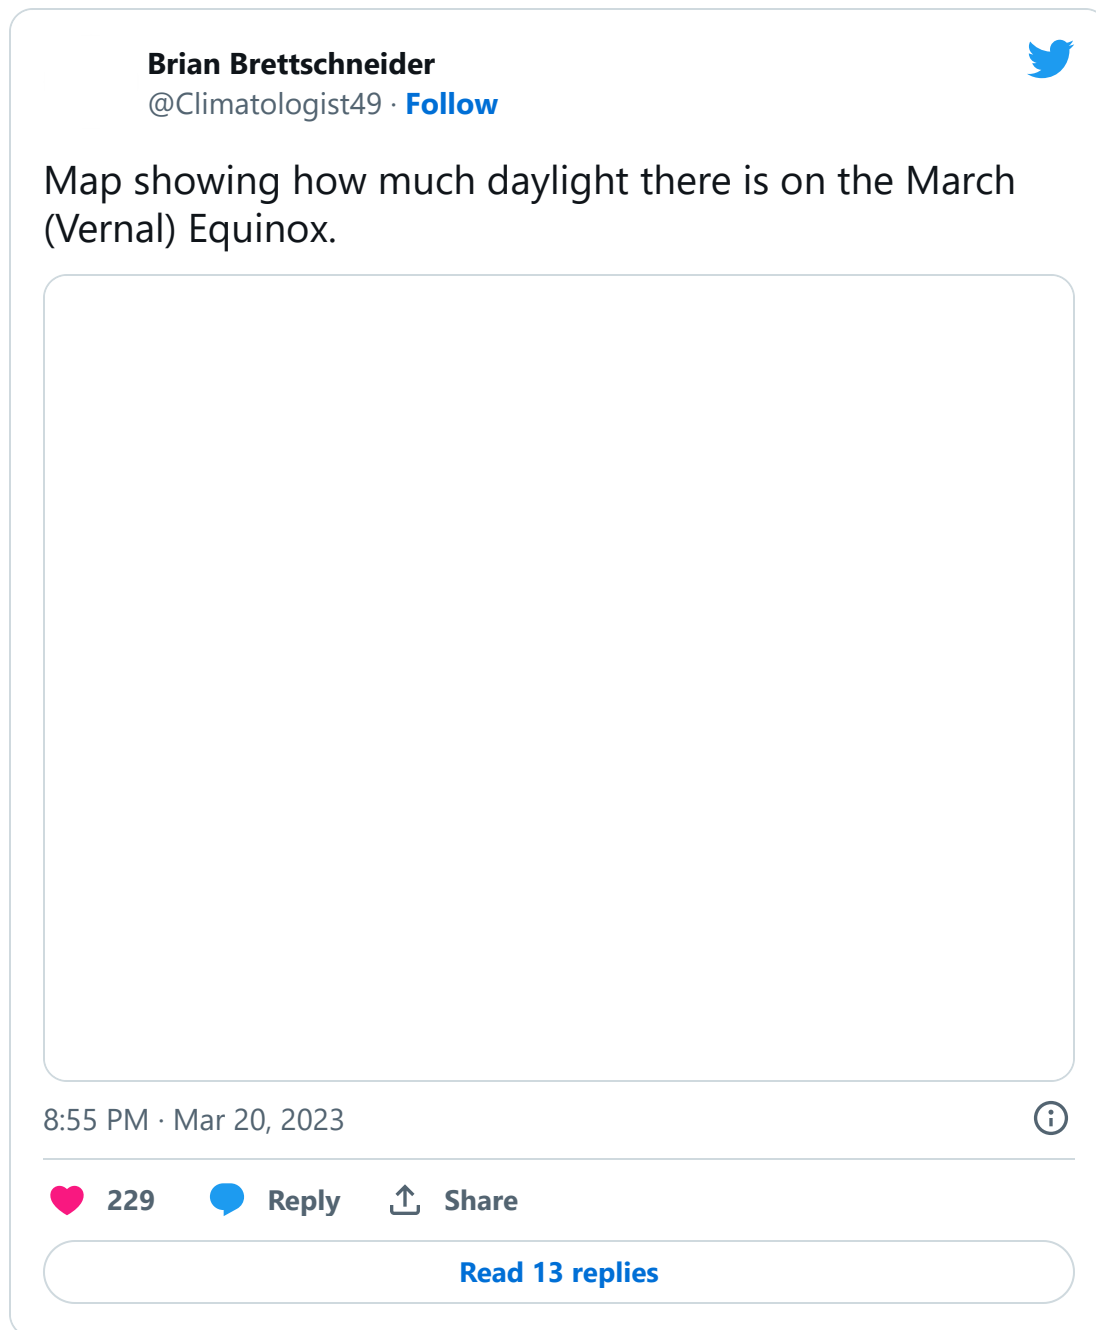 Brian Brettschneider
@Climatologist49 · Follow
Map showing how much daylight there is on the March
(Vernal) Equinox.
8:55 PM · Mar 20, 2023
229 Reply Share
Read 13 replies